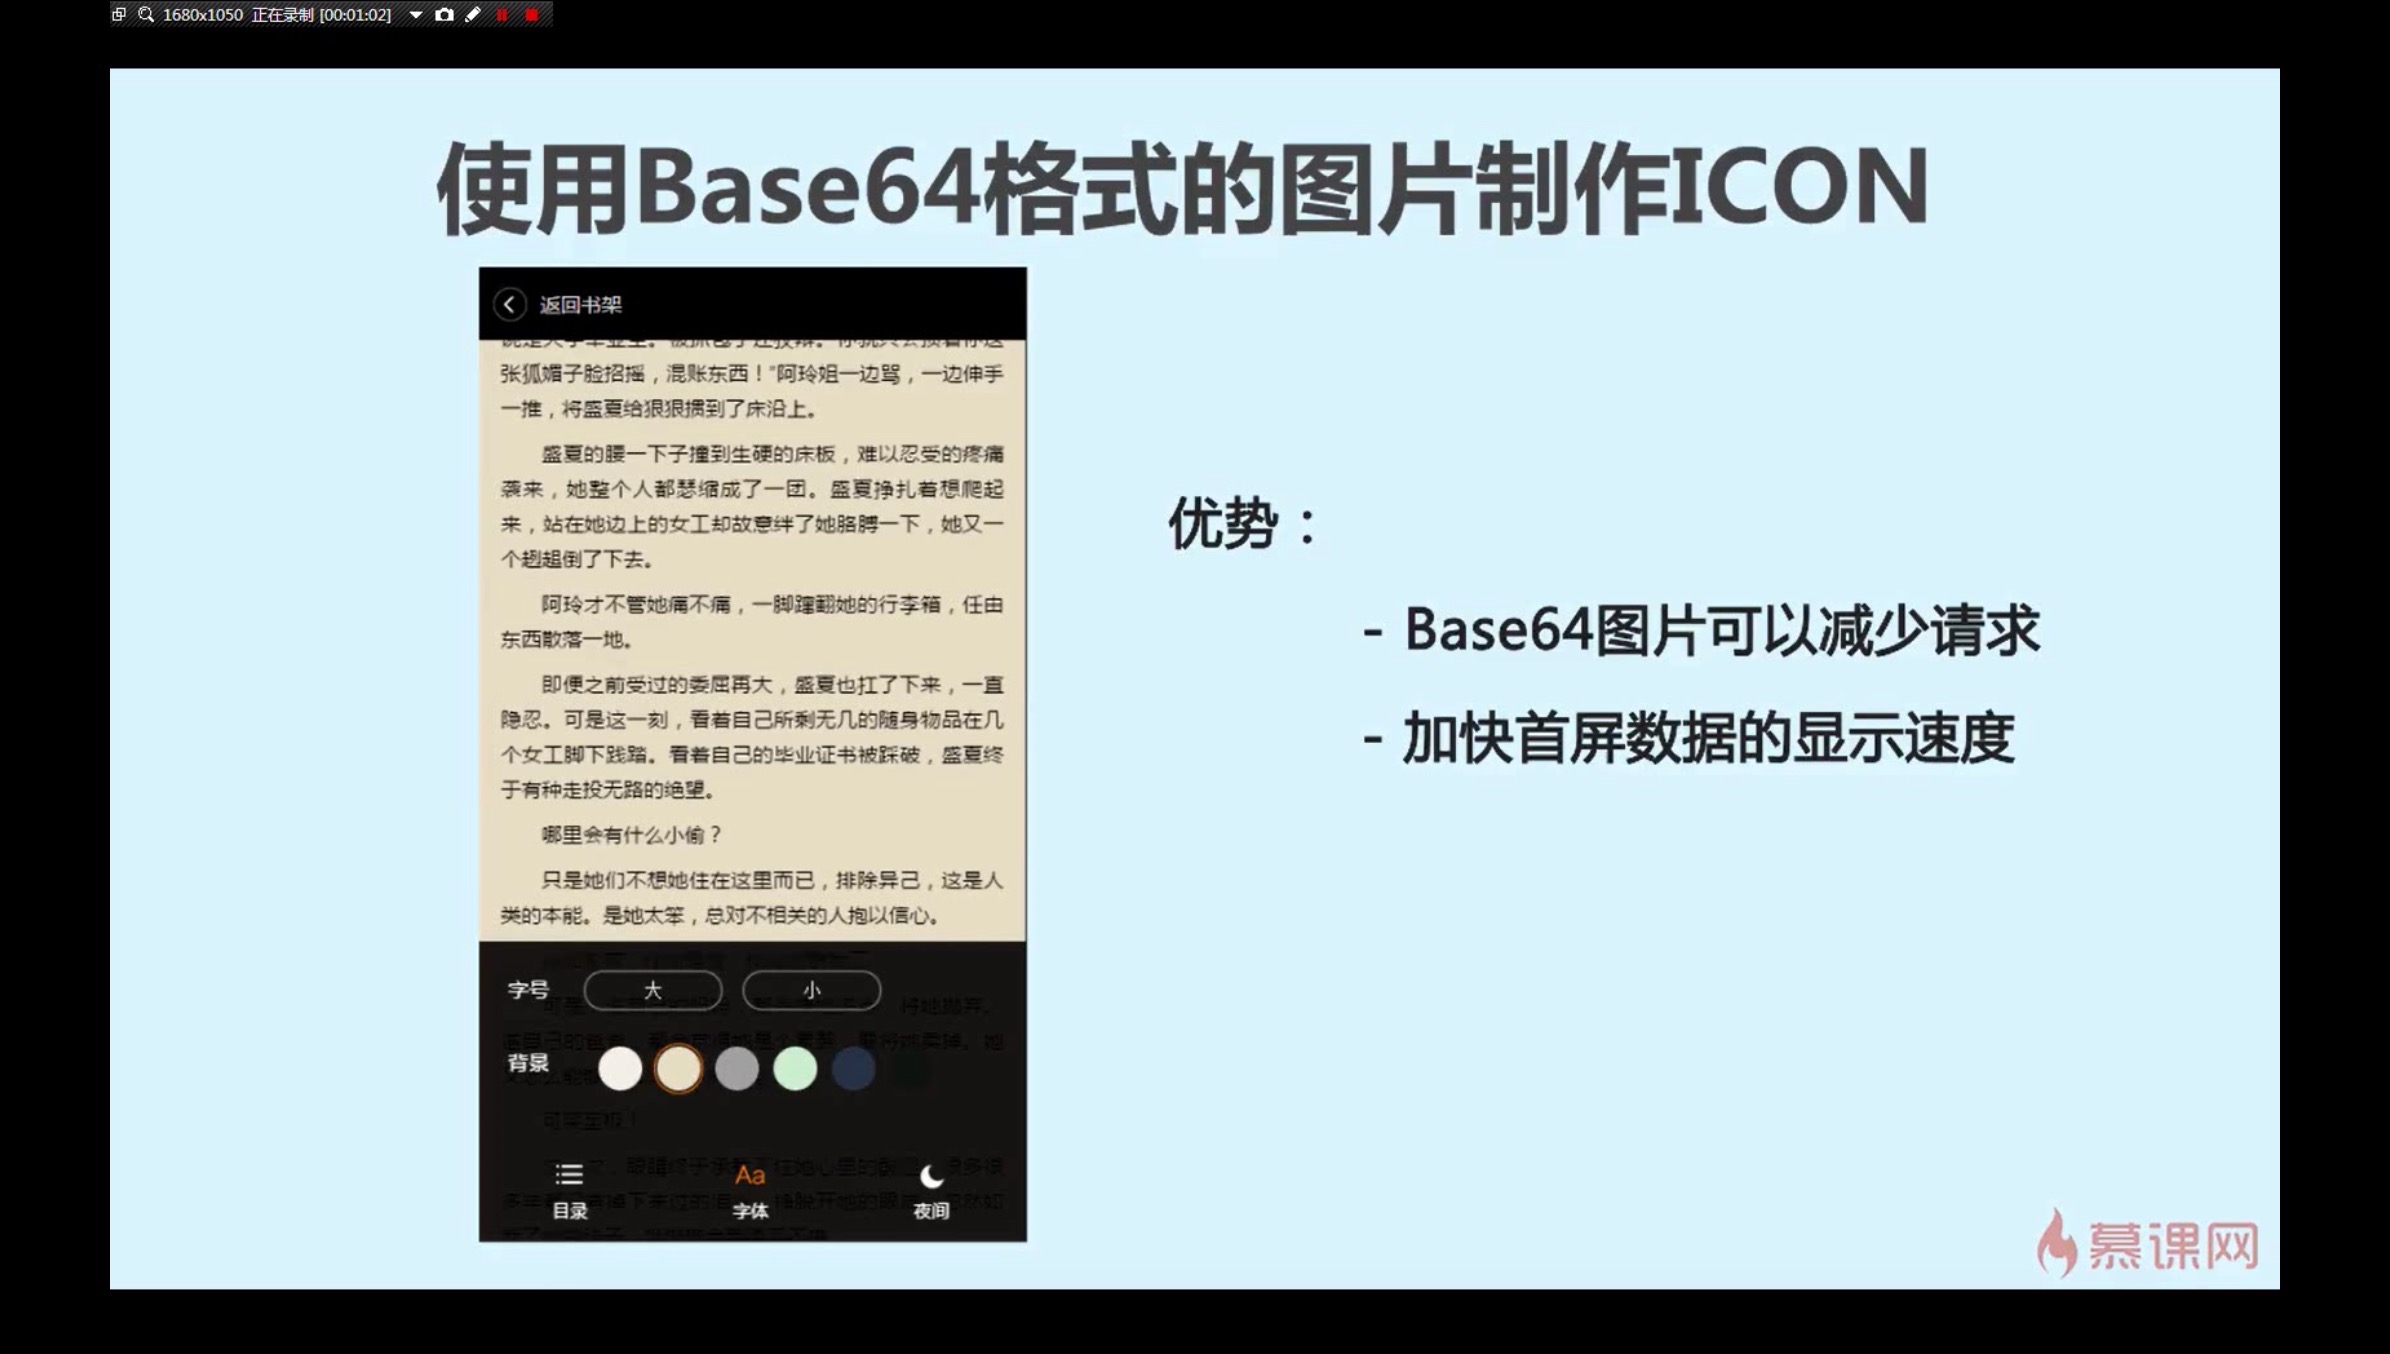 1680x1050 正在录制 [00:01:02]
使用Base64格式的图片制作ICON
返回书架
张狐媚子脸招摇，混账东西！”阿玲姐一边骂，一边伸手
一推，将盛夏给狠狠掼到了床沿上。
盛夏的腰一下子撞到生硬的床板，难以忍受的疼痛
袭来，她整个人都瑟缩成了一团。盛夏挣扎着想爬起
来，站在她边上的女工却故意绊了她胳膊一下，她又一
个趔趄倒了下去。
阿玲才不管她痛不痛，一脚蹿翻她的行李箱，任由
东西散落一地。
即便之前受过的委屈再大，盛夏也扛了下来，一直
隐忍。可是这一刻，看着自己所剩无几的随身物品在几
个女工脚下践踏。看着自己的毕业证书被踩破，盛夏终
于有种走投无路的绝望。
哪里会有什么小偷？
只是她们不想她住在这里而已，排除异己，这是人
类的本能。是她太笨，总对不相关的人抱以信心。
字号 大 小
背景
可笑至极！
Aa
目录 字体 夜间
优势：
- Base64图片可以减少请求
- 加快首屏数据的显示速度
慕课网